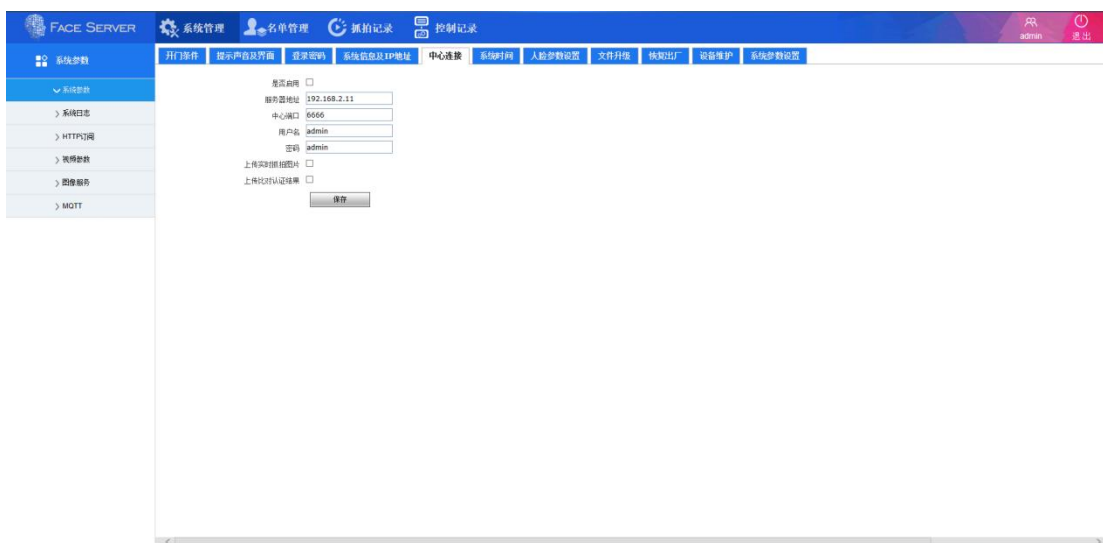 FACE SERVER 系统管理 名单管理 抓拍记录 控制记录 admin 退出
系统参数 开门条件 提示声音及界面 登录密码 系统信息及IP地址 中心连接 系统时间 人脸参数设置 文件升级 恢复出厂 设备维护 系统参数设置
系统参数
系统日志
HTTP订阅
视频参数
图像服务
MQTT
是否启用
服务器地址 192.168.2.11
中心端口 6666
用户名 admin
密码 admin
上传实时抓拍图片
上传比对认证结果
保存